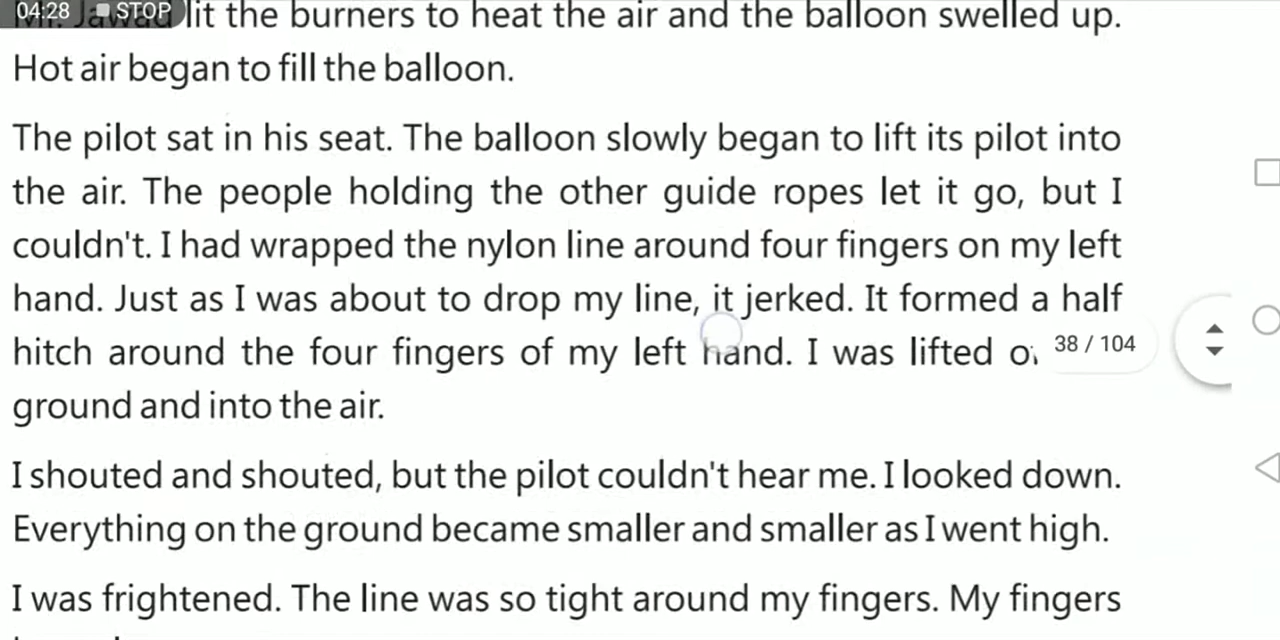 04:28 STOP
lit the burners to heat the air and the balloon swelled up.
Hot air began to fill the balloon.
The pilot sat in his seat. The balloon slowly began to lift its pilot into
the air. The people holding the other guide ropes let it go, but I
couldn't. I had wrapped the nylon line around four fingers on my left
hand. Just as I was about to drop my line, it jerked. It formed a half
hitch around the four fingers of my left hand. I was lifted
38 / 104
ground and into the air.
I shouted and shouted, but the pilot couldn't hear me. I looked down.
Everything on the ground became smaller and smaller as I went high.
I was frightened. The line was so tight around my fingers. My fingers